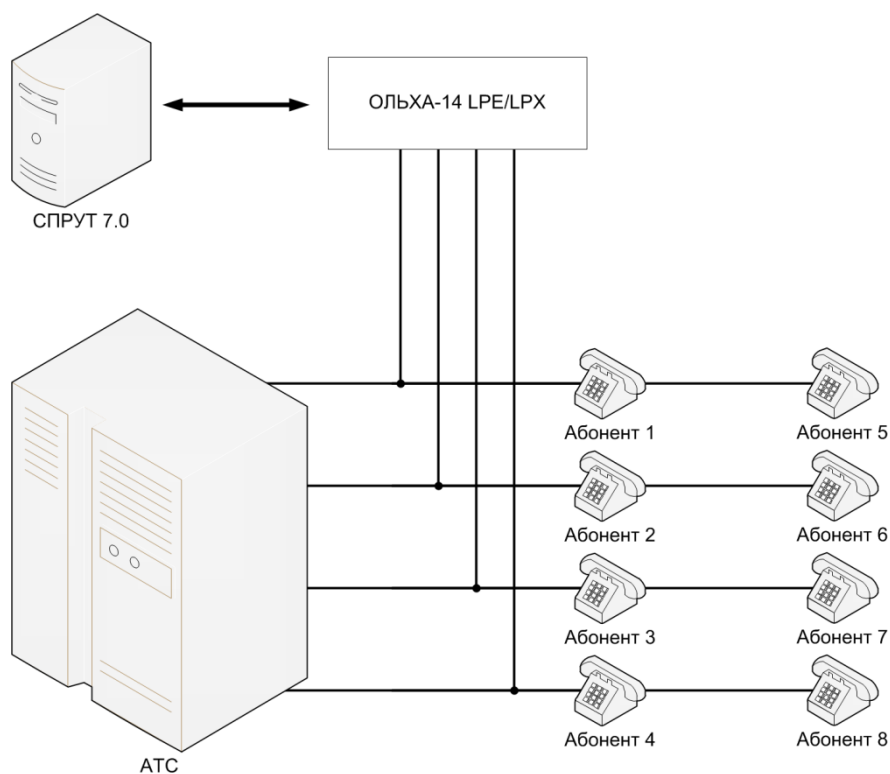 ОЛЬХА-14 LPE/LPX
СПРУТ 7.0
Абонент 1
Абонент 5
Абонент 2
Абонент 6
Абонент 3
Абонент 7
Абонент 4
Абонент 8
АТС